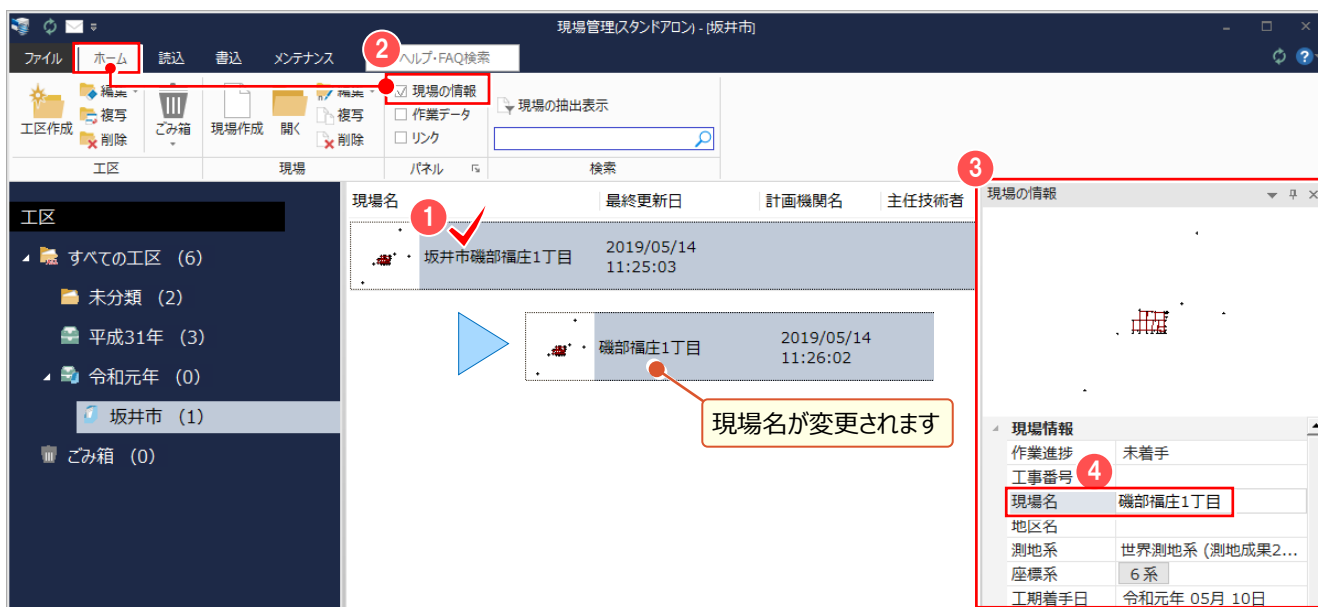 現場管理(スタンドアロン) - [坂井市]
ファイル ホーム 読込 書込 メンテナンス 2 ヘルプ・FAQ検索
工区作成
編集
複写
削除
ごみ箱
工区
現場作成
開く
編集
複写
削除
現場
☑ 現場の情報
☐ 作業データ
☐ リンク
パネル
現場の抽出表示
検索
工区
すべての工区 (6)
未分類 (2)
平成31年 (3)
令和元年 (0)
坂井市 (1)
ごみ箱 (0)
現場名 最終更新日 計画機関名 主任技術者
1
坂井市磯部福庄1丁目 2019/05/14
11:25:03
磯部福庄1丁目 2019/05/14
11:26:02
現場名が変更されます
3
現場の情報
現場情報
作業進捗 未着手
工事番号 4
現場名 磯部福庄1丁目
地区名
測地系 世界測地系 (測地成果2...
座標系 6系
工期着手日 令和元年 05月 10日